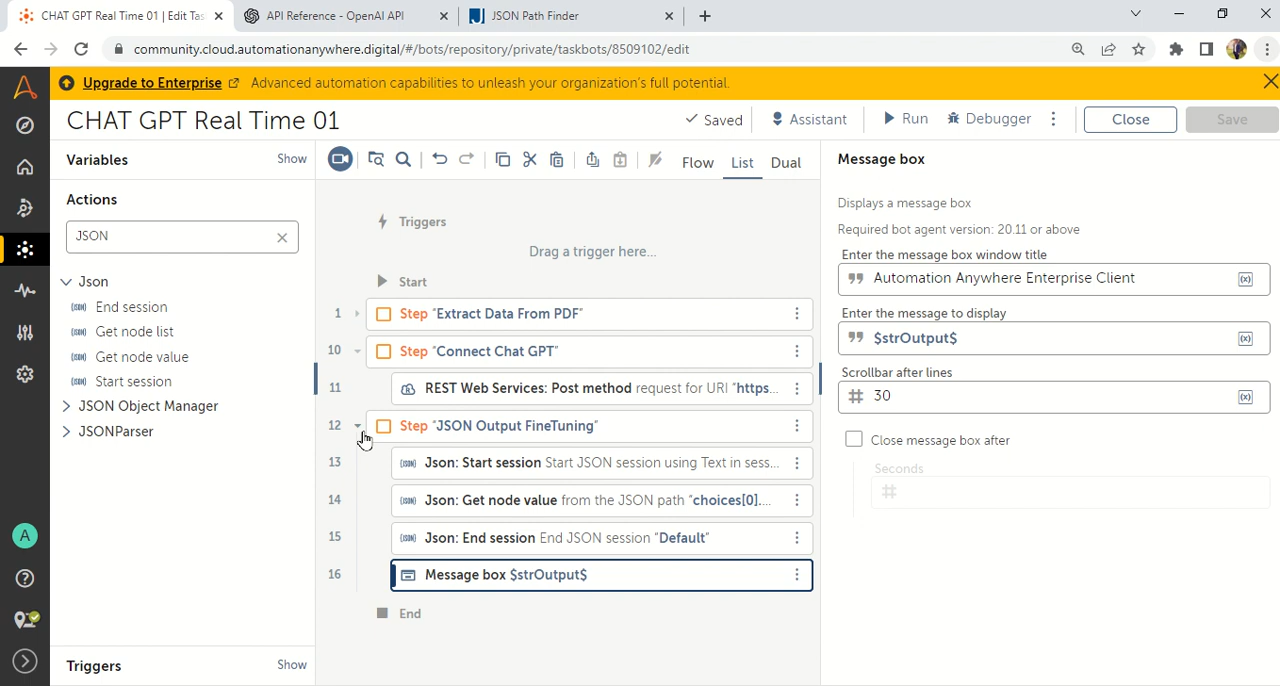 CHAT GPT Real Time 01 | Edit Tas
API Reference - OpenAI API
JSON Path Finder
community.cloud.automationanywhere.digital/#/bots/repository/private/taskbots/8509102/edit
Upgrade to Enterprise Advanced automation capabilities to unleash your organization's full potential.
CHAT GPT Real Time 01
Saved
Assistant
Run
Debugger
Close
Save
Variables
Show
Actions
JSON
Json
End session
Get node list
Get node value
Start session
JSON Object Manager
JSONParser
Triggers
Show
Flow
List
Dual
Triggers
Drag a trigger here...
Start
1 Step "Extract Data From PDF"
10 Step "Connect Chat GPT"
11 REST Web Services: Post method request for URI "https...
12 Step "JSON Output FineTuning"
13 Json: Start session Start JSON session using Text in sess...
14 Json: Get node value from the JSON path "choices[0]....
15 Json: End session End JSON session "Default"
16 Message box $strOutput$
End
Message box
Displays a message box
Required bot agent version: 20.11 or above
Enter the message box window title
Automation Anywhere Enterprise Client
(x)
Enter the message to display
$strOutput$
(x)
Scrollbar after lines
# 30
(x)
Close message box after
Seconds
#
A